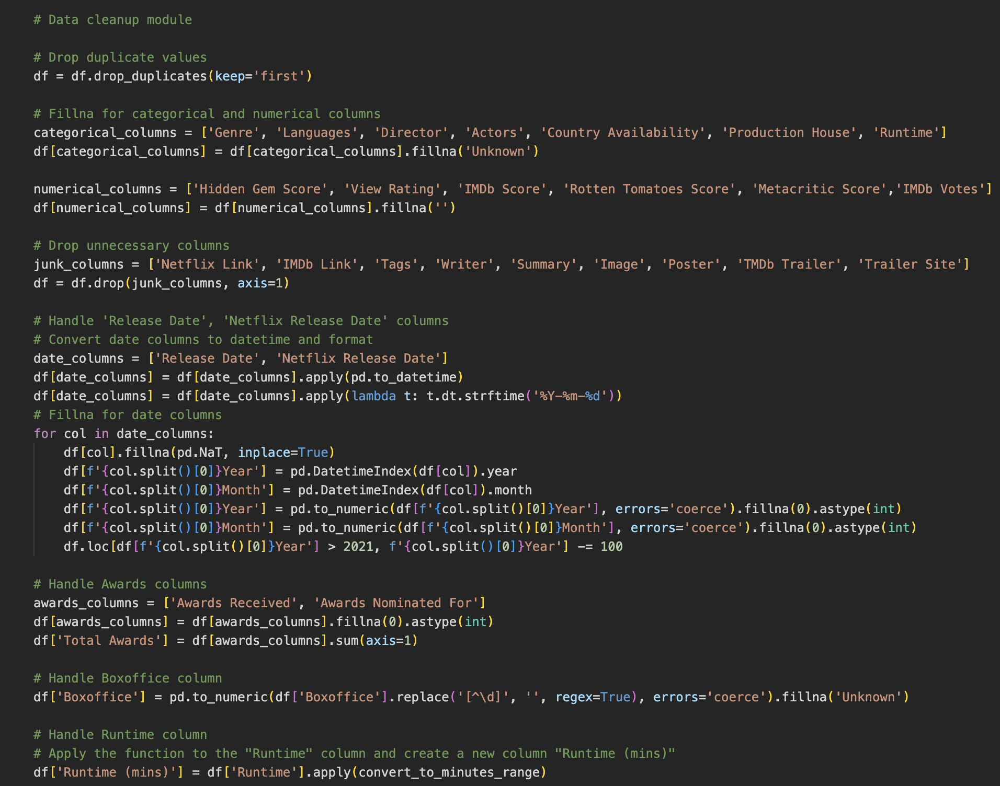 # Data cleanup module
# Drop duplicate values
df = df.drop_duplicates(keep='first')
# Fillna for categorical and numerical columns
categorical_columns = ['Genre', 'Languages', 'Director', 'Actors', 'Country Availability', 'Production House', 'Runtime']
df[categorical_columns] = df[categorical_columns].fillna('Unknown')
numerical_columns = ['Hidden Gem Score', 'View Rating', 'IMDb Score', 'Rotten Tomatoes Score', 'Metacritic Score','IMDb Votes']
df[numerical_columns] = df[numerical_columns].fillna('')
# Drop unnecessary columns
junk_columns = ['Netflix Link', 'IMDb Link', 'Tags', 'Writer', 'Summary', 'Image', 'Poster', 'TMDb Trailer', 'Trailer Site']
df = df.drop(junk_columns, axis=1)
# Handle 'Release Date', 'Netflix Release Date' columns
# Convert date columns to datetime and format
date_columns = ['Release Date', 'Netflix Release Date']
df[date_columns] = df[date_columns].apply(pd.to_datetime)
df[date_columns] = df[date_columns].apply(lambda t: t.dt.strftime('%Y-%m-%d'))
# Fillna for date columns
for col in date_columns:
    df[col].fillna(pd.NaT, inplace=True)
    df[f'{col.split()[0]}Year'] = pd.DatetimeIndex(df[col]).year
    df[f'{col.split()[0]}Month'] = pd.DatetimeIndex(df[col]).month
    df[f'{col.split()[0]}Year'] = pd.to_numeric(df[f'{col.split()[0]}Year'], errors='coerce').fillna(0).astype(int)
    df[f'{col.split()[0]}Month'] = pd.to_numeric(df[f'{col.split()[0]}Month'], errors='coerce').fillna(0).astype(int)
    df.loc[df[f'{col.split()[0]}Year'] > 2021, f'{col.split()[0]}Year'] -= 100
# Handle Awards columns
awards_columns = ['Awards Received', 'Awards Nominated For']
df[awards_columns] = df[awards_columns].fillna(0).astype(int)
df['Total Awards'] = df[awards_columns].sum(axis=1)
# Handle Boxoffice column
df['Boxoffice'] = pd.to_numeric(df['Boxoffice'].replace('[^\d]', '', regex=True), errors='coerce').fillna('Unknown')
# Handle Runtime column
# Apply the function to the "Runtime" column and create a new column "Runtime (mins)"
df['Runtime (mins)'] = df['Runtime'].apply(convert_to_minutes_range)